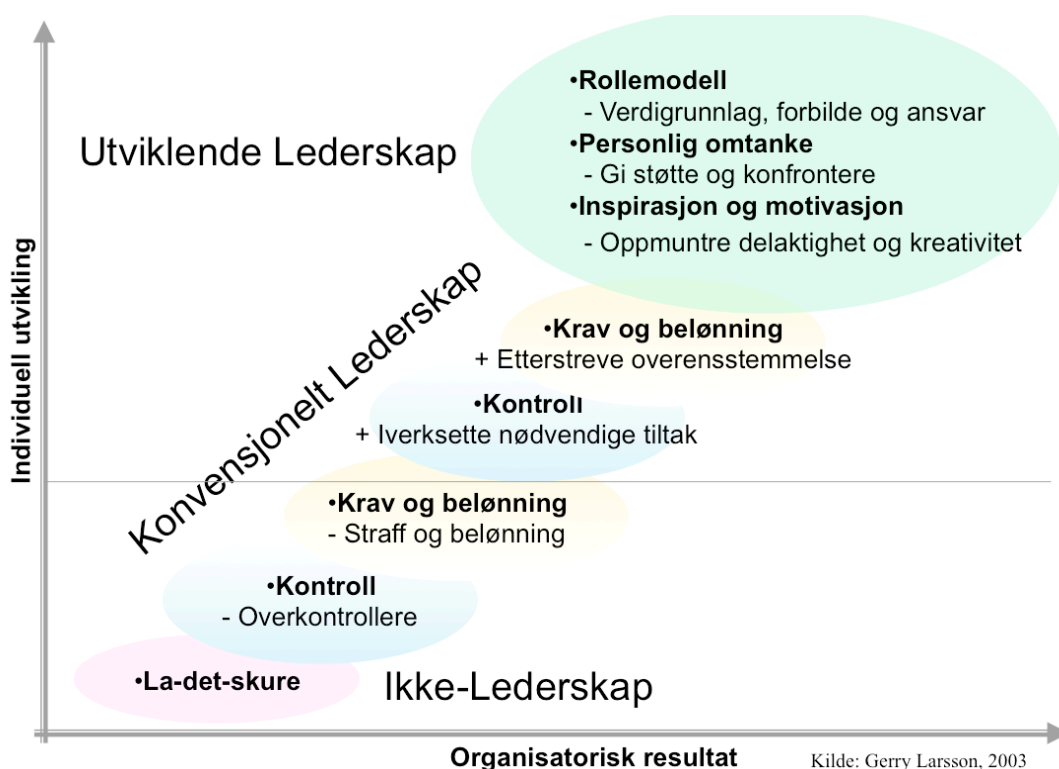 •Rollemodell
- Verdigrunnlag, forbilde og ansvar
Utviklende Lederskap
•Personlig omtanke
- Gi støtte og konfrontere
•Inspirasjon og motivasjon
- Oppmuntre delaktighet og kreativitet
Individuell utvikling
Konvensjonelt Lederskap
•Krav og belønning
+ Etterstreve overensstemmelse
•Kontroll
+ Iverksette nødvendige tiltak
•Krav og belønning
- Straff og belønning
•Kontroll
- Overkontrollere
•La-det-skure
Ikke-Lederskap
Organisatorisk resultat
Kilde: Gerry Larsson, 2003